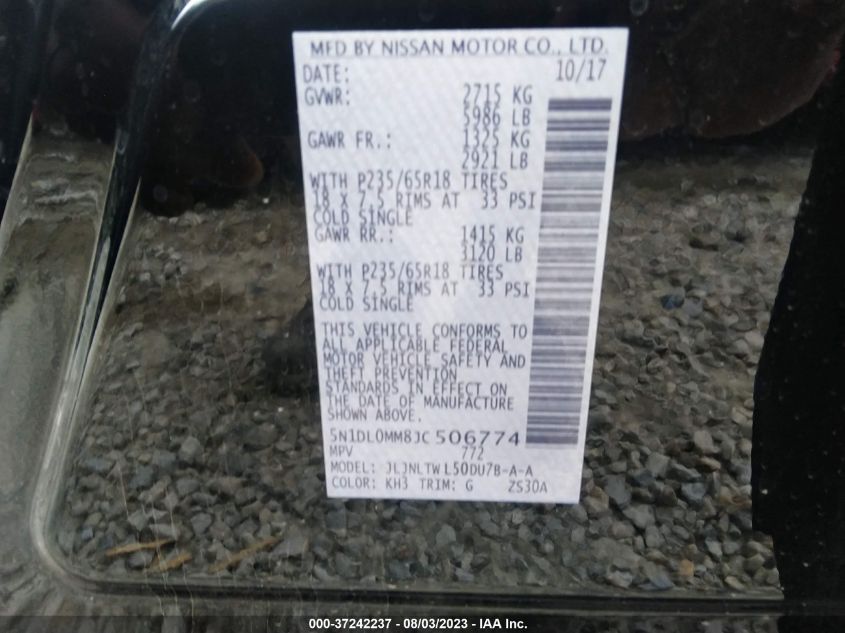 MFD BY NISSAN MOTOR CO., LTD.
DATE: 10/17
GVWR: 2715 KG
5986 LB
GAWR FR.: 1325 KG
2921 LB
WITH P235/65R18 TIRES
18 X 7.5 RIMS AT 33 PSI
COLD SINGLE
GAWR RR.: 1415 KG
3120 LB
WITH P235/65R18 TIRES
18 X 7.5 RIMS AT 33 PSI
COLD SINGLE
THIS VEHICLE CONFORMS TO
ALL APPLICABLE FEDERAL
MOTOR VEHICLE SAFETY AND
THEFT PREVENTION
STANDARDS IN EFFECT ON
THE DATE OF MANUFACTURE
SHOWN ABOVE.
5N1DL0MM8JC506774
MPV 772
MODEL: JLJNLTWL50DU7B-A-A
COLOR: KH3 TRIM: G ZS30A
000-37242237 - 08/03/2023 - IAA Inc.